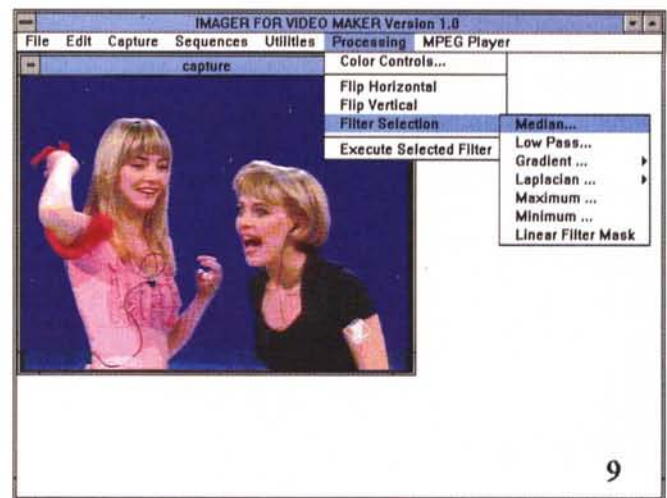 IMAGER FOR VIDEO MAKER Version 1.0
File Edit Capture Sequences Utilities Processing MPEG Player
capture
Color Controls...
Flip Horizontal
Flip Vertical
Filter Selection
Execute Selected Filter
Median...
Low Pass...
Gradient ...
Laplacian ...
Maximum ...
Minimum ...
Linear Filter Mask
9